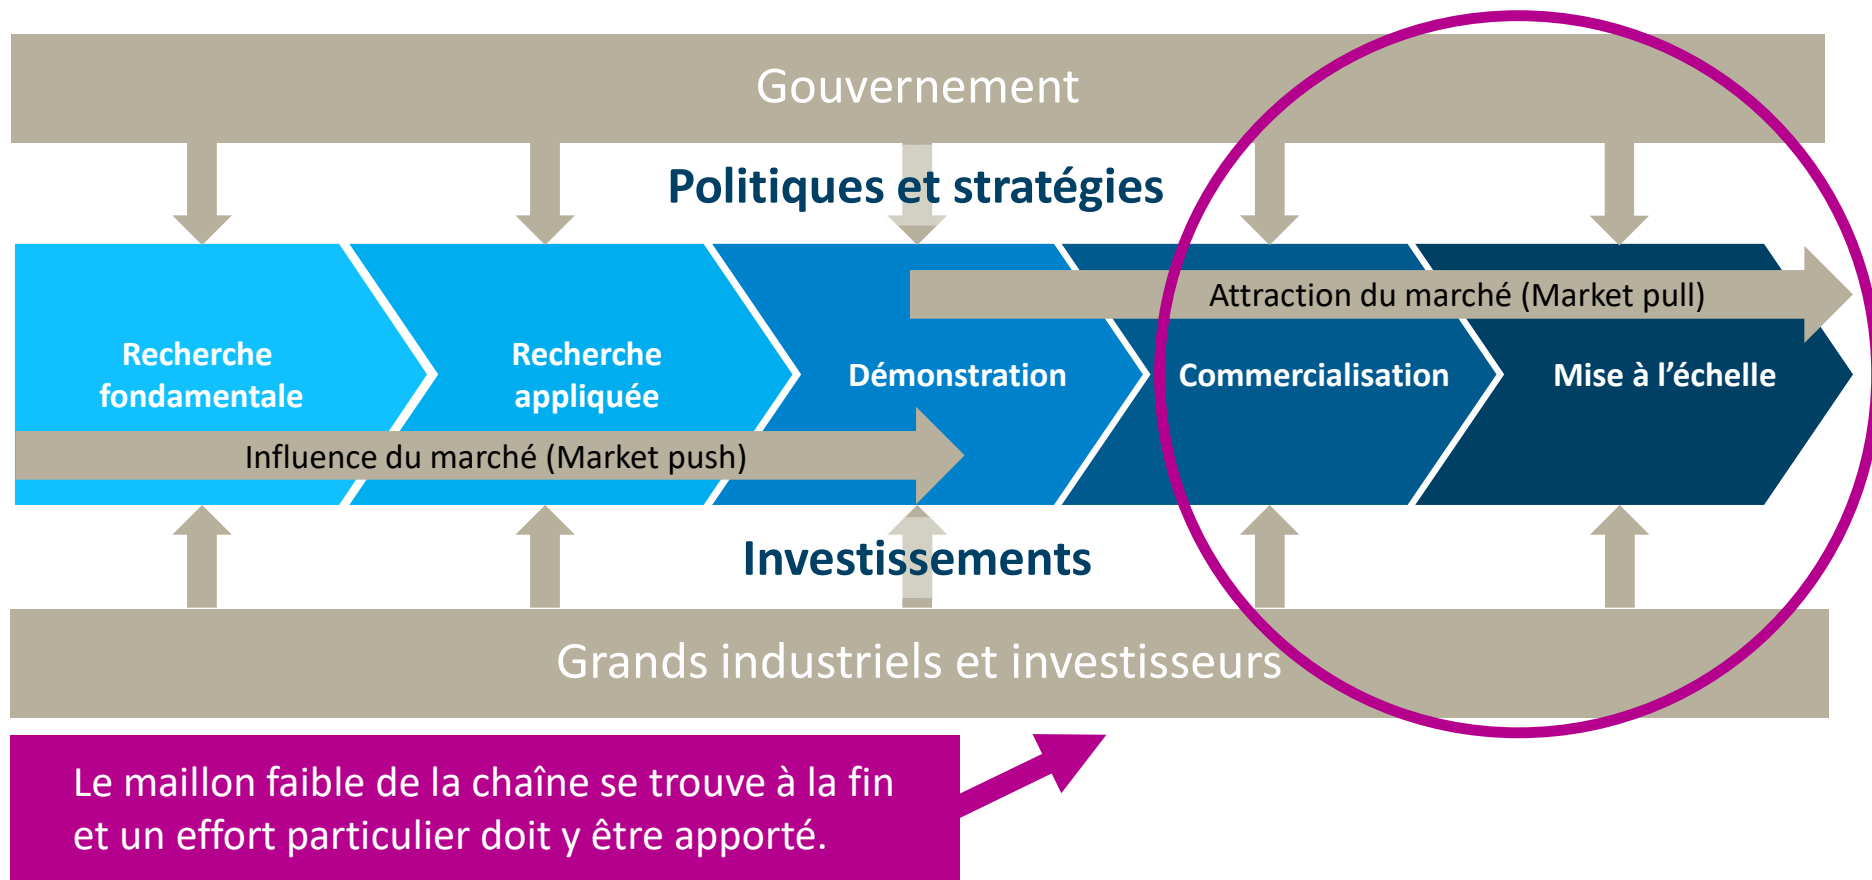 Gouvernement
Politiques et stratégies
Attraction du marché (Market pull)
Recherche
fondamentale
Recherche
appliquée
Démonstration
Commercialisation
Mise à l’échelle
Influence du marché (Market push)
Investissements
Grands industriels et investisseurs
Le maillon faible de la chaîne se trouve à la fin
et un effort particulier doit y être apporté.